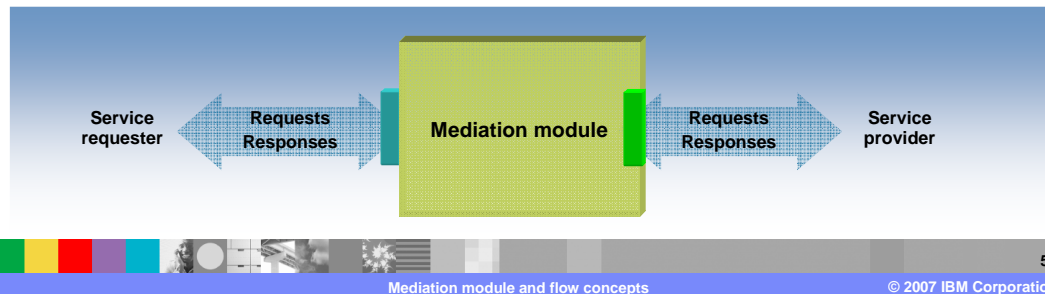 Service
requester
Requests
Responses
Mediation module
Requests
Responses
Service
provider
5
Mediation module and flow concepts
© 2007 IBM Corporatio